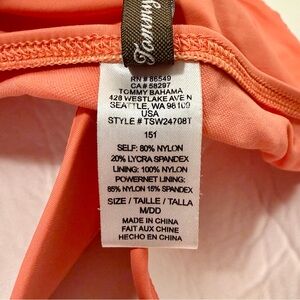 Tommy
RN # 86549
CA # 58297
TOMMY BAHAMA
428 WESTLAKE AVE N
SEATTLE, WA 98109
USA
STYLE # TSW24708T
151
SELF: 80% NYLON
20% LYCRA SPANDEX
LINING: 100% NYLON
POWERNET LINING:
85% NYLON 15% SPANDEX
SIZE / TAILLE / TALLA
M/DD
MADE IN CHINA
FAIT AUX CHINE
HECHO EN CHINA